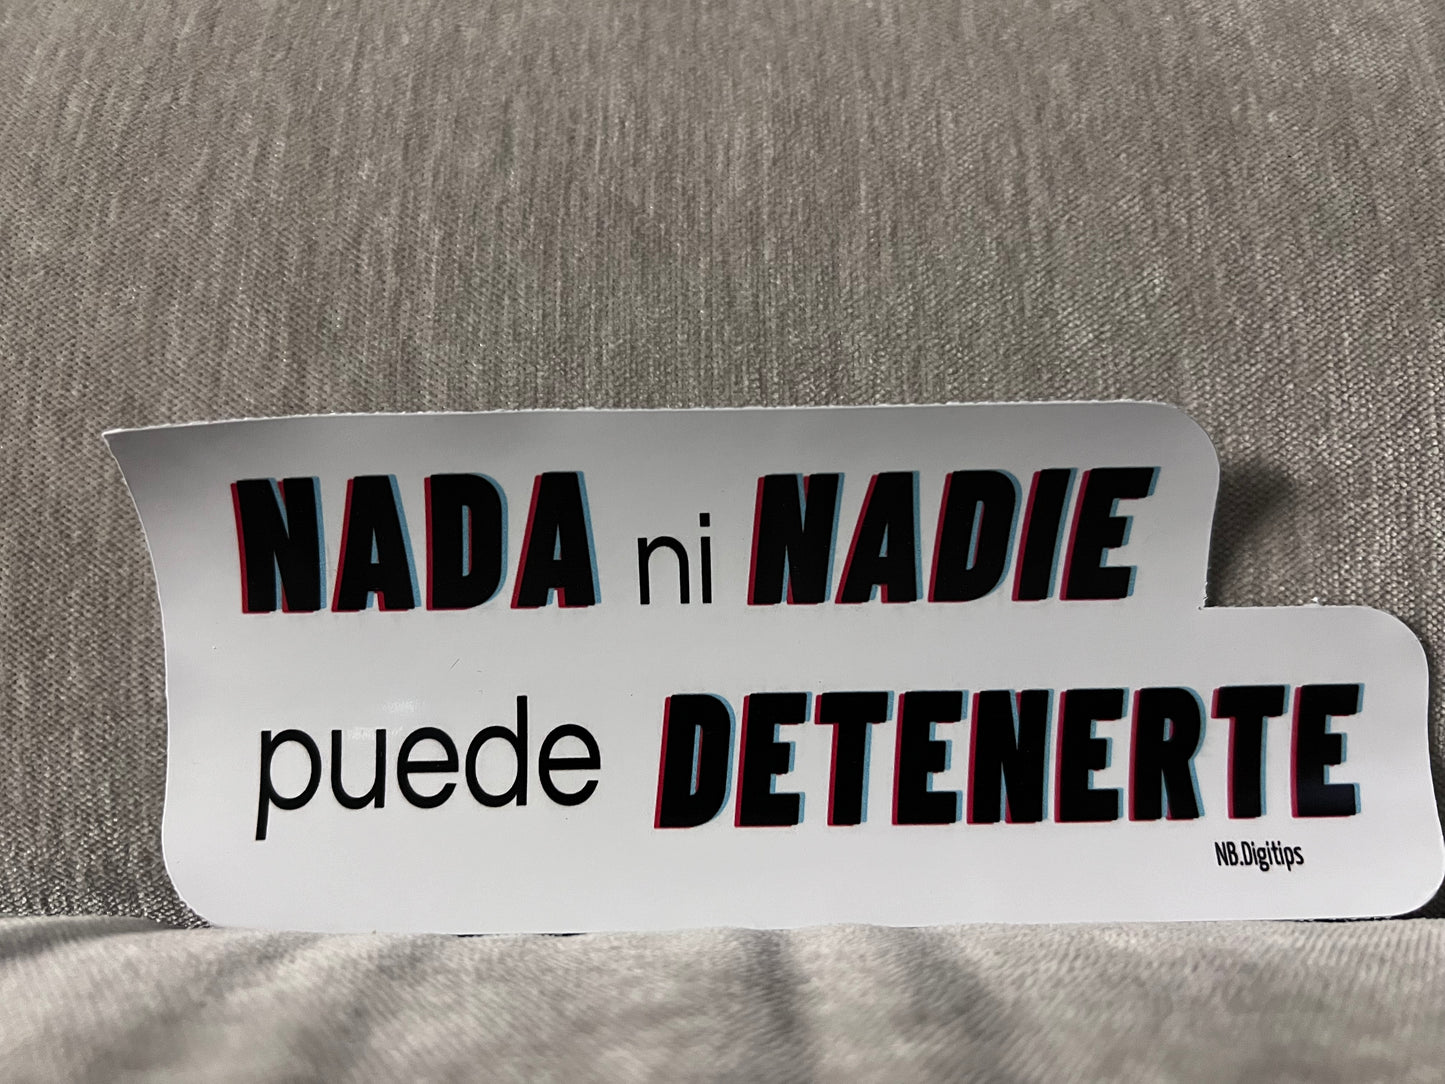 NADA ni NADIE
puede DETENERTE
NB.Digitips